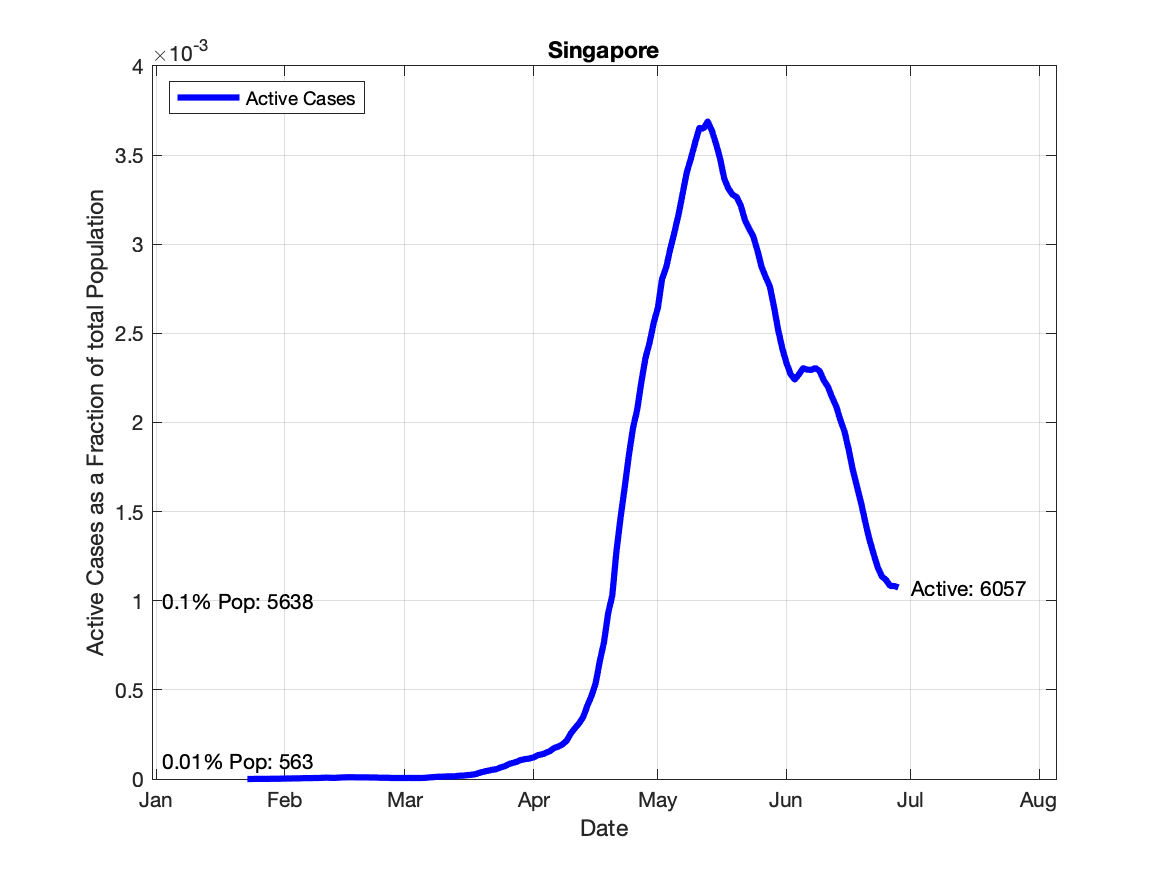 Singapore
×10-3
Active Cases
4
3.5
3
2.5
2
1.5
1
0.5
0
Active Cases as a Fraction of total Population
0.1% Pop: 5638
0.01% Pop: 563
Active: 6057
Jan Feb Mar Apr May Jun Jul Aug
Date